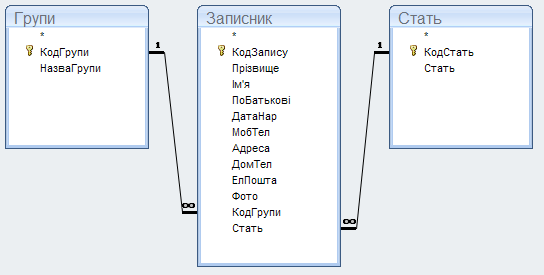 Групи
*
КодГрупи
НазваГрупи
1
∞
Записник
*
КодЗапису
Прізвище
Ім'я
ПоБатькові
ДатаНар
МобТел
Адреса
ДомТел
ЕлПошта
Фото
КодГрупи
Стать
1
∞
Стать
*
КодСтать
Стать